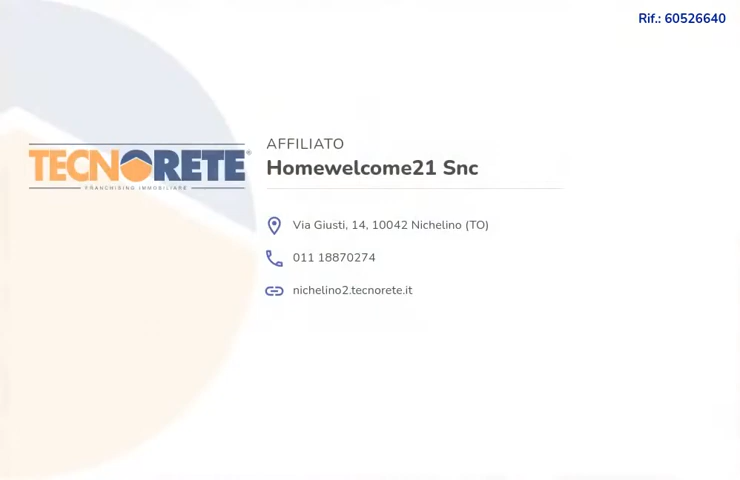 Rif.: 60526640
TECNORETE®
FRANCHISING IMMOBILIARE
AFFILIATO
Homewelcome21 Snc
Via Giusti, 14, 10042 Nichelino (TO)
011 18870274
nichelino2.tecnorete.it